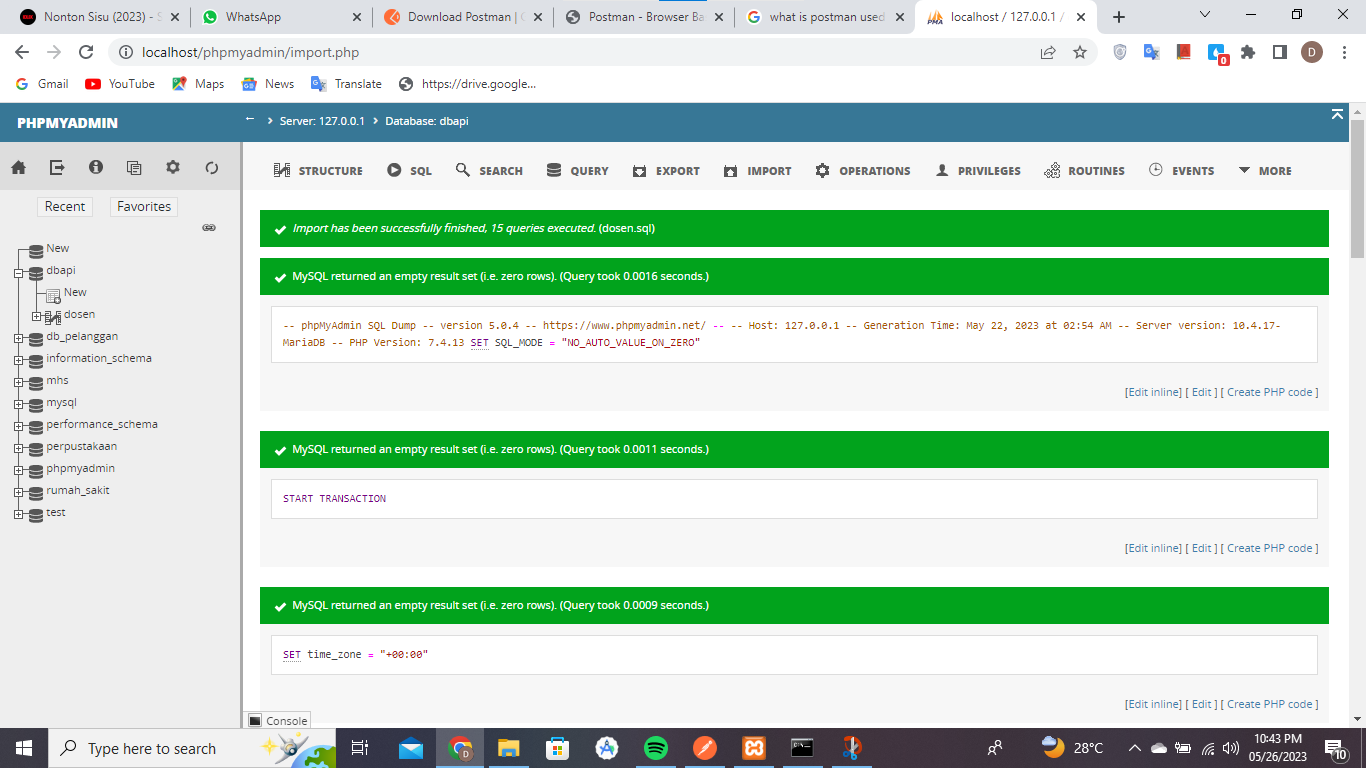 Nonton Sisu (2023) - S
WhatsApp
Download Postman | G
Postman - Browser Ba
what is postman used
localhost / 127.0.0.1 /
localhost/phpmyadmin/import.php
0
D
Gmail
YouTube
Maps
News
Translate
https://drive.google...
PHPMYADMIN
Server: 127.0.0.1
Database: dbapi
STRUCTURE
SQL
SEARCH
QUERY
EXPORT
IMPORT
OPERATIONS
PRIVILEGES
ROUTINES
EVENTS
MORE
Recent
Favorites
New
dbapi
New
dosen
db_pelanggan
information_schema
mhs
mysql
performance_schema
perpustakaan
phpmyadmin
rumah_sakit
test
Import has been successfully finished, 15 queries executed. (dosen.sql)
MySQL returned an empty result set (i.e. zero rows). (Query took 0.0016 seconds.)
-- phpMyAdmin SQL Dump -- version 5.0.4 -- https://www.phpmyadmin.net/ -- -- Host: 127.0.0.1 -- Generation Time: May 22, 2023 at 02:54 AM -- Server version: 10.4.17-
MariaDB -- PHP Version: 7.4.13 SET SQL_MODE = "NO_AUTO_VALUE_ON_ZERO"
[Edit inline] [ Edit ] [ Create PHP code ]
MySQL returned an empty result set (i.e. zero rows). (Query took 0.0011 seconds.)
START TRANSACTION
[Edit inline] [ Edit ] [ Create PHP code ]
MySQL returned an empty result set (i.e. zero rows). (Query took 0.0009 seconds.)
SET time_zone = "+00:00"
[Edit inline] [ Edit ] [ Create PHP code ]
Console
Type here to search
28°C
10:43 PM
05/26/2023
10